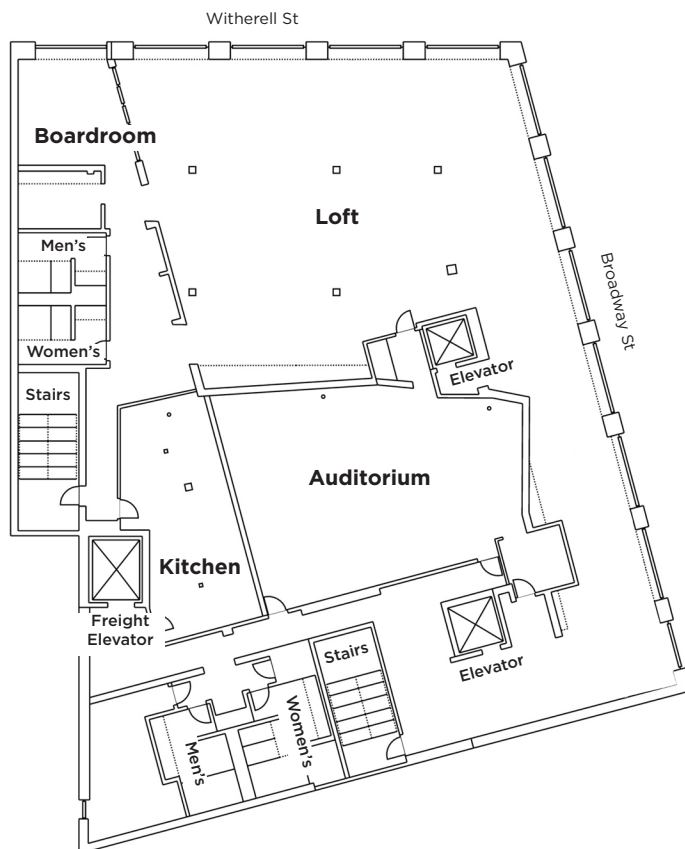 Witherell St
Boardroom
Loft
Men's
Broadway St
Women's
Elevator
Stairs
Auditorium
Kitchen
Freight
Elevator
Stairs
Elevator
Women's
Men's